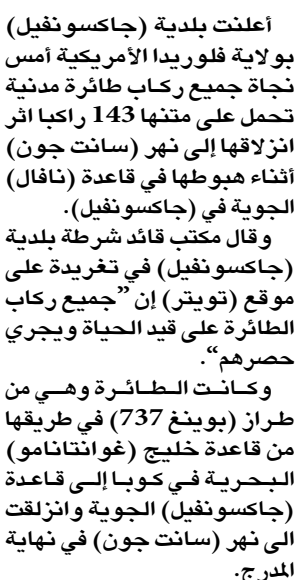 أعلنت بلدية (جاكسونفيل)
بولاية فلوريدا الأمريكية أمس
نجاة جميع ركاب طائرة مدنية
تحمل على متنها 143 راكبا اثر
انزلاقها إلى نهر (سانت جون)
أثناء هبوطها في قاعدة (نافال)
الجوية في (جاكسونفيل).
وقال مكتب قائد شرطة بلدية
(جاكسونفيل) في تغريدة على
موقع (تويتر) إن ”جميع ركاب
الطائرة على قيد الحياة ويجري
حصرهم“.
وكانت الطائرة وهي من
طراز (بوينغ 737) في طريقها
من قاعدة خليج (غوانتانامو)
البحرية في كوبا إلى قاعدة
(جاكسونفيل) الجوية وانزلقت
الى نهر (سانت جون) في نهاية
المدرج.